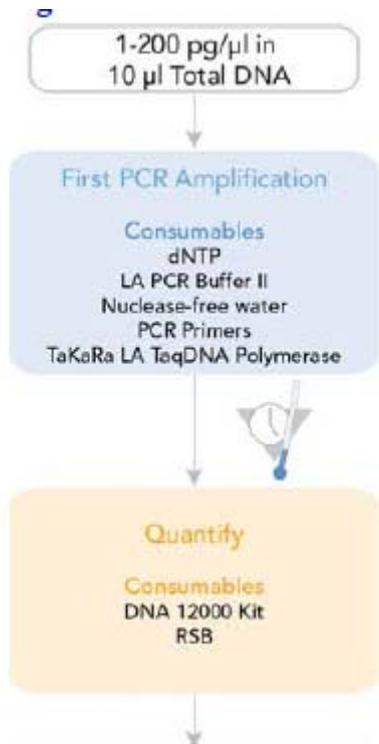 1-200 pg/µl in
10 µl Total DNA
First PCR Amplification
Consumables
dNTP
LA PCR Buffer II
Nuclease-free water
PCR Primers
TaKaRa LA TaqDNA Polymerase
Quantify
Consumables
DNA 12000 Kit
RSB